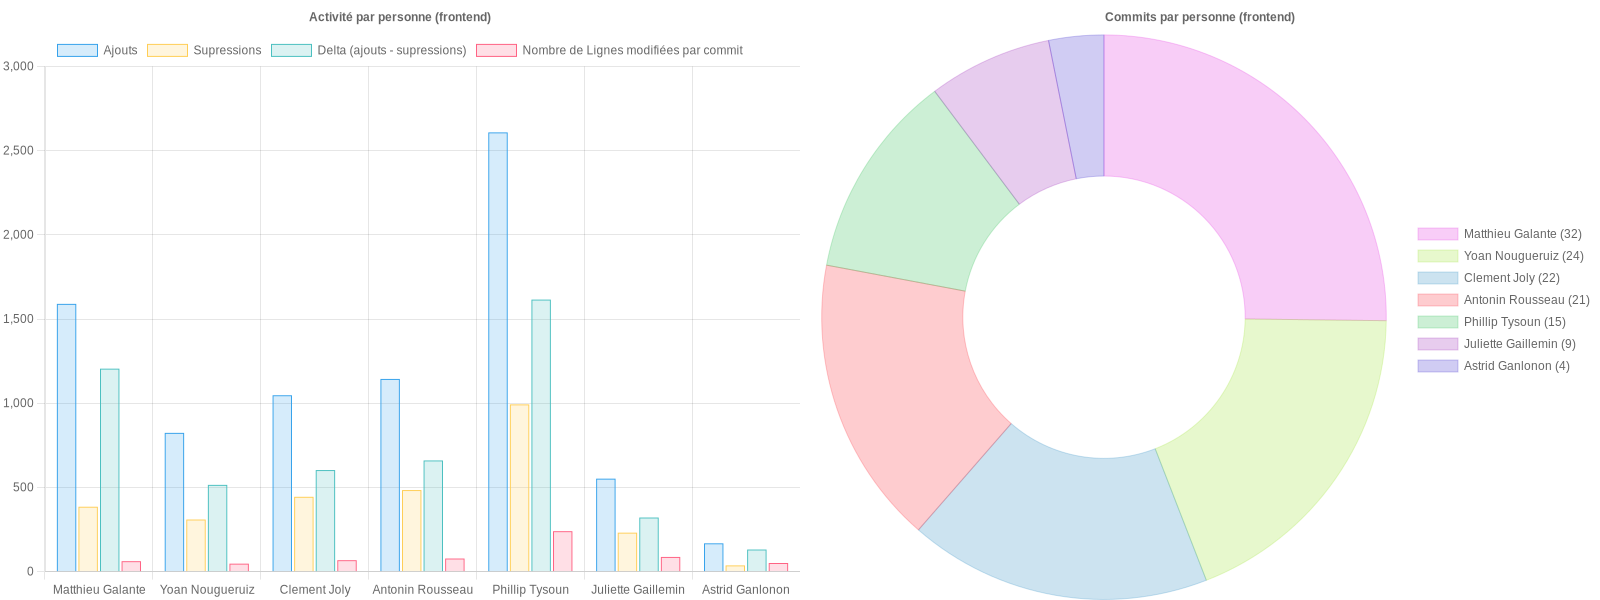 Activité par personne (frontend)
Ajouts Supressions Delta (ajouts - supressions) Nombre de Lignes modifiées par commit
3,000
2,500
2,000
1,500
1,000
500
0
Matthieu Galante Yoan Nougueruiz Clement Joly Antonin Rousseau Phillip Tysoun Juliette Gaillemin Astrid Ganlonon
Commits par personne (frontend)
Matthieu Galante (32)
Yoan Nougueruiz (24)
Clement Joly (22)
Antonin Rousseau (21)
Phillip Tysoun (15)
Juliette Gaillemin (9)
Astrid Ganlonon (4)